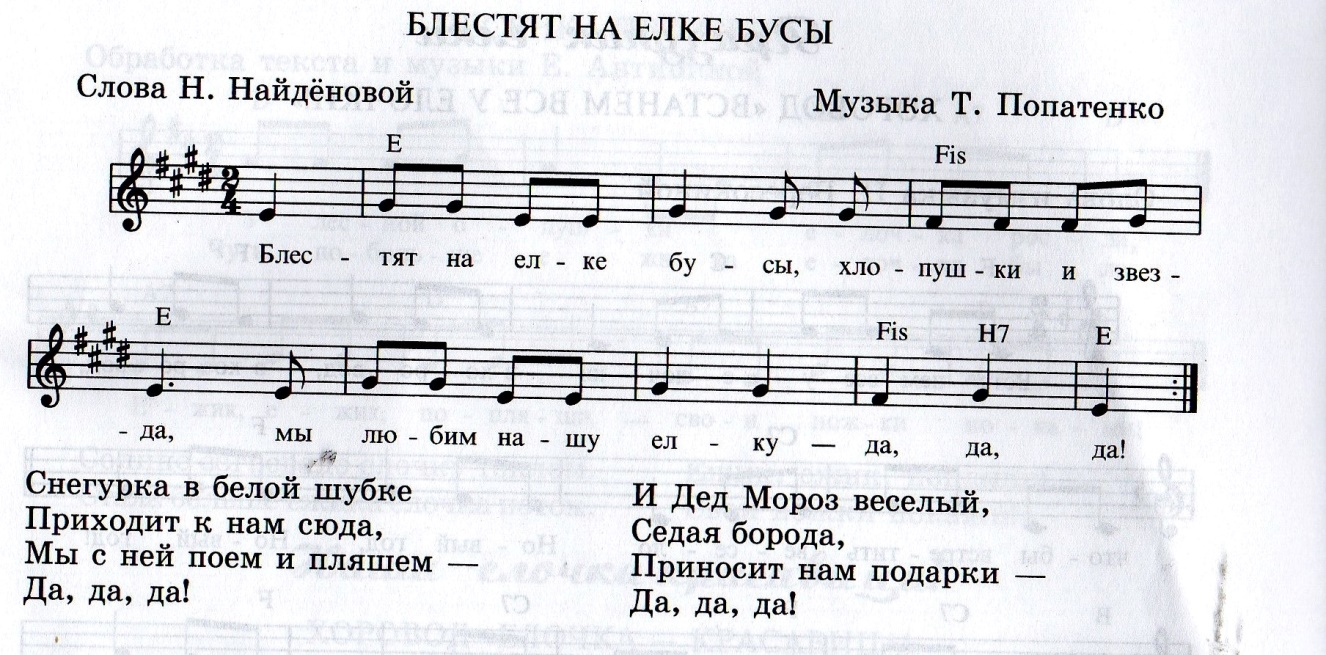 БЛЕСТЯТ НА ЕЛКЕ БУСЫ
Слова Н. Найдёновой
Музыка Т. Попатенко
E Fis
2/4
Блес - тят на ел - ке бу - сы, хло - пуш - ки и звез -
E Fis H7 E
- да, мы лю - бим на - шу ел - ку — да, да, да!
Снегурка в белой шубке
Приходит к нам сюда,
Мы с ней поем и пляшем —
Да, да, да!
И Дед Мороз веселый,
Седая борода,
Приносит нам подарки —
Да, да, да!